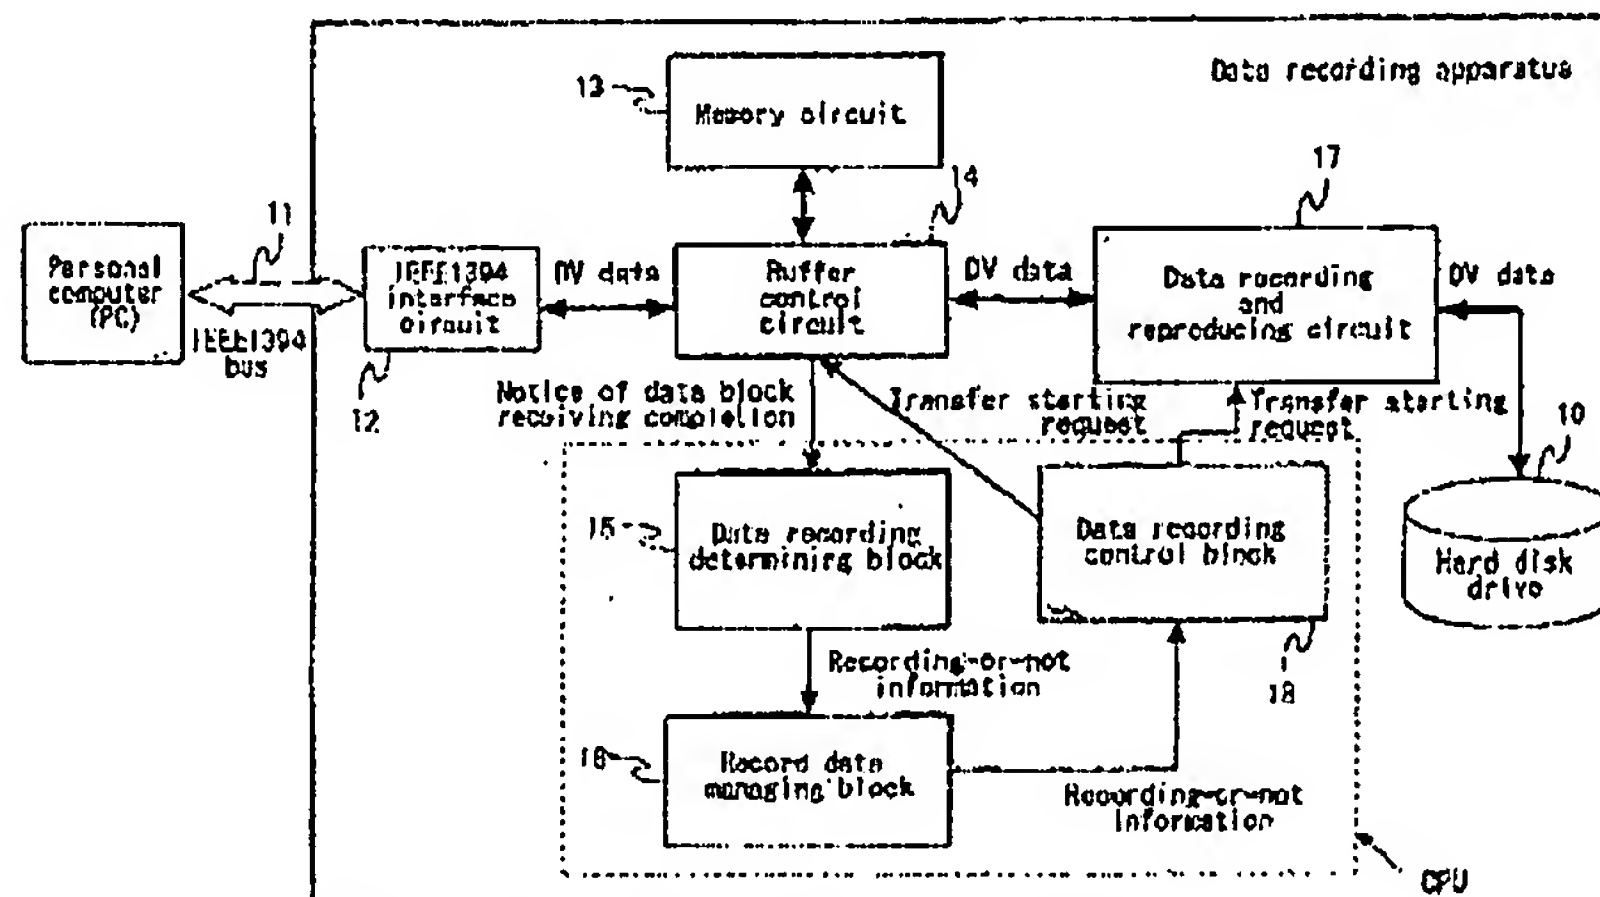 Data recording apparatus
13
Memory circuit
14
17
11
Personal
computer
(PC)
IEEE1394
bus
IEEE1394
interface
circuit
12
DV data
Buffer
control
circuit
DV data
Data recording
and
reproducing circuit
DV data
Notice of data block
receiving completion
Transfer starting
request
Transfer starting
request
10
Hard disk
drive
15
Data recording
determining block
Data recording
control block
18
Recording-or-not
information
16
Record data
managing block
Recording-or-not
information
CPU